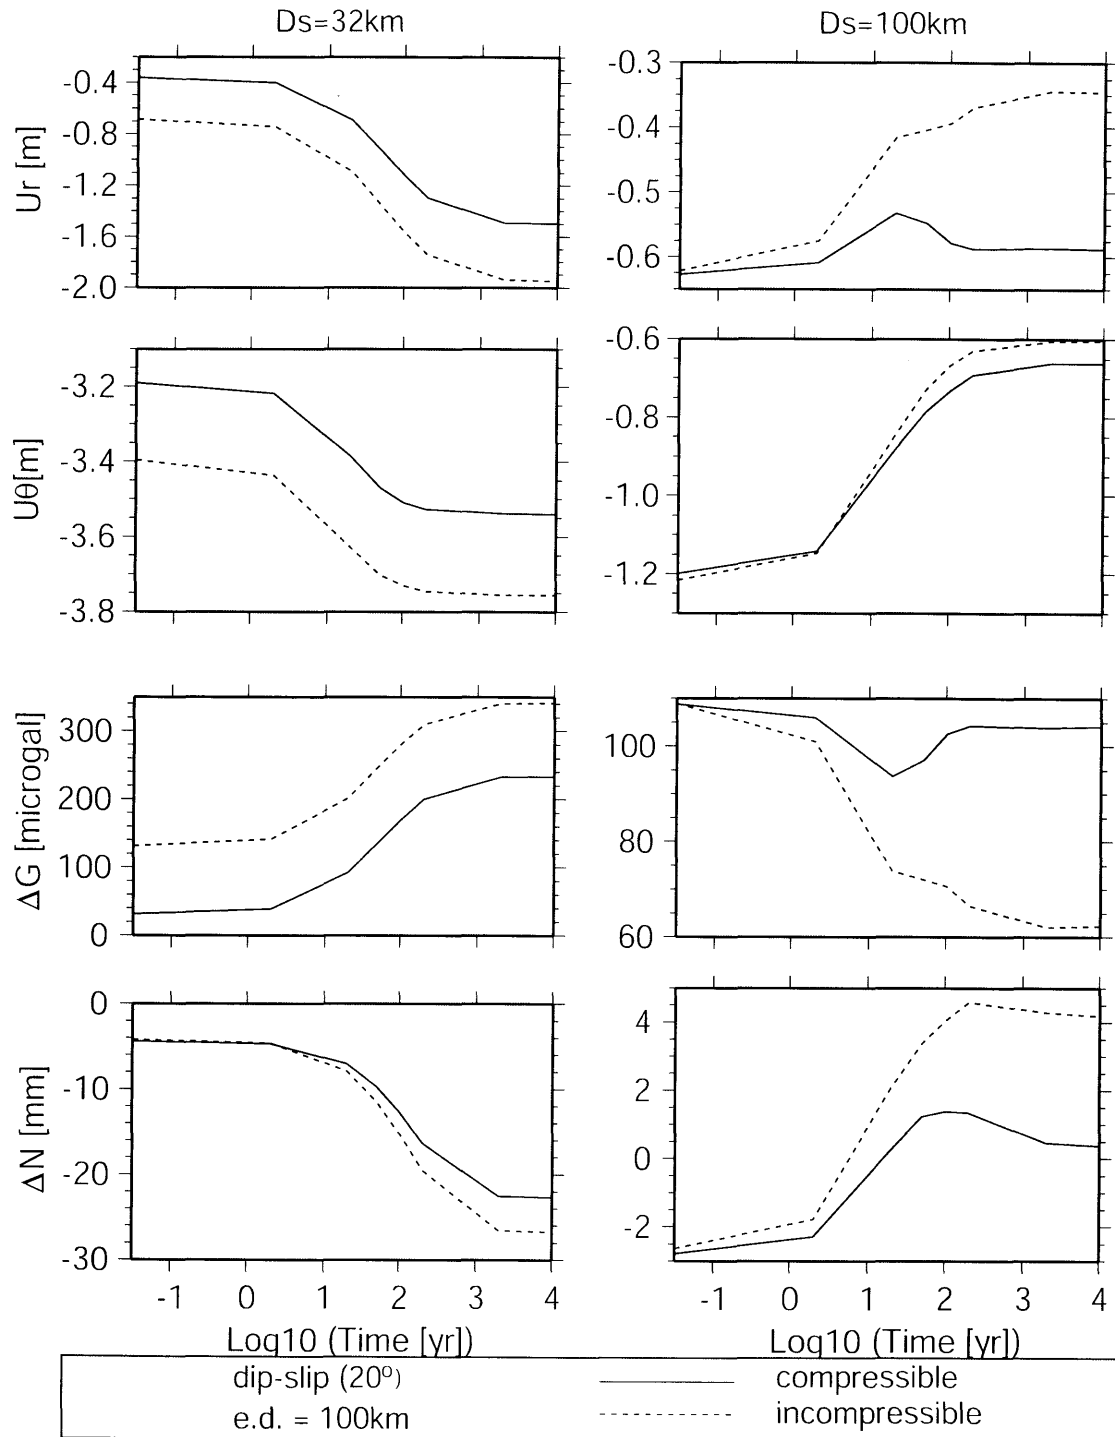 Ds=32km
Ds=100km
Ur [m]
-0.4
-0.8
-1.2
-1.6
-2.0
-0.3
-0.4
-0.5
-0.6
Uθ[m]
-3.2
-3.4
-3.6
-3.8
-0.6
-0.8
-1.0
-1.2
ΔG [microgal]
300
200
100
0
100
80
60
ΔN [mm]
0
-10
-20
-30
4
2
0
-2
-1 0 1 2 3 4
-1 0 1 2 3 4
Log10 (Time [yr])
Log10 (Time [yr])
dip-slip (20º)
compressible
e.d. = 100km
incompressible